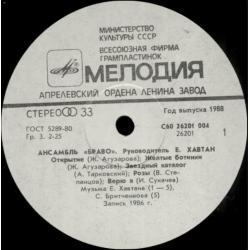 МИНИСТЕРСТВО
КУЛЬТУРЫ СССР
ВСЕСОЮЗНАЯ ФИРМА
ГРАМПЛАСТИНОК
МЕЛОДИЯ
АПРЕЛЕВСКИЙ ОРДЕНА ЛЕНИНА ЗАВОД
СТЕРЕО 33
Год выпуска 1988
ГОСТ 5289-80
Гр. 3. 2-25
С60 26201 004
26201 1
АНСАМБЛЬ «БРАВО». Руководитель Е. ХАВТАН
Открытие (Ж. Агузарова); Желтые ботинки
(Ж. Агузарова); Звездный каталог
(А. Тарковский); Розы (В. Сте-
панцов); Верю я (И. Сукачев)
Музыка Е. Хавтана (1—5),
С. Бритченкова (5)
Запись 1986 г.